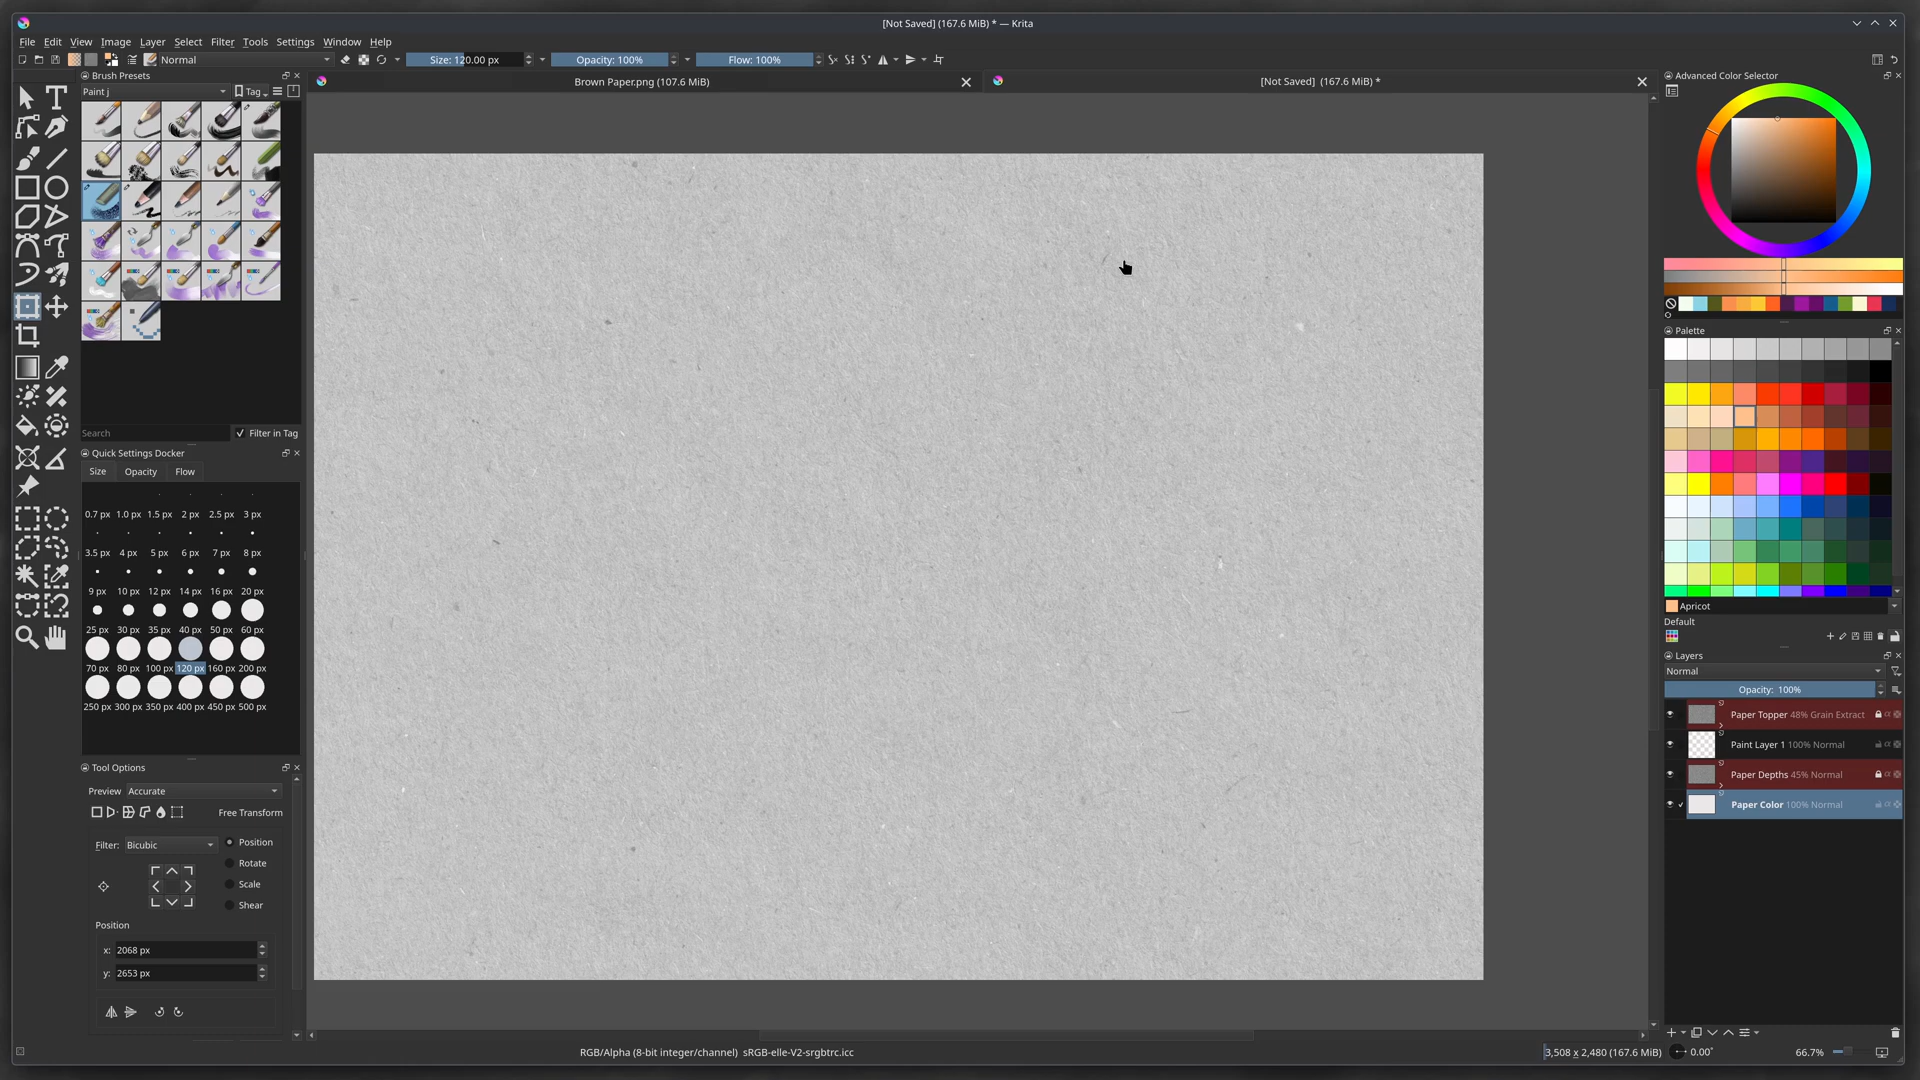 [Not Saved] (167.6 MiB) * — Krita
File Edit View Image Layer Select Filter Tools Settings Window Help
Normal
Size: 120.00 px
Opacity: 100%
Flow: 100%
Brush Presets
Paint j
Tag
Brown Paper.png (107.6 MiB)
[Not Saved] (167.6 MiB) *
Search
Filter in Tag
Quick Settings Docker
Size Opacity Flow
0.7 px 1.0 px 1.5 px 2 px 2.5 px 3 px
3.5 px 4 px 5 px 6 px 7 px 8 px
9 px 10 px 12 px 14 px 16 px 20 px
25 px 30 px 35 px 40 px 50 px 60 px
70 px 80 px 100 px 120 px 160 px 200 px
250 px 300 px 350 px 400 px 450 px 500 px
Tool Options
Preview Accurate
Free Transform
Filter: Bicubic
Position
Rotate
Scale
Shear
Position
x: 2068 px
y: 2653 px
Advanced Color Selector
Palette
Apricot
Default
Layers
Normal
Opacity: 100%
Paper Topper 48% Grain Extract
Paint Layer 1 100% Normal
Paper Depths 45% Normal
Paper Color 100% Normal
RGB/Alpha (8-bit integer/channel) sRGB-elle-V2-srgbtrc.icc
3,508 x 2,480 (167.6 MiB)
0.00°
66.7%